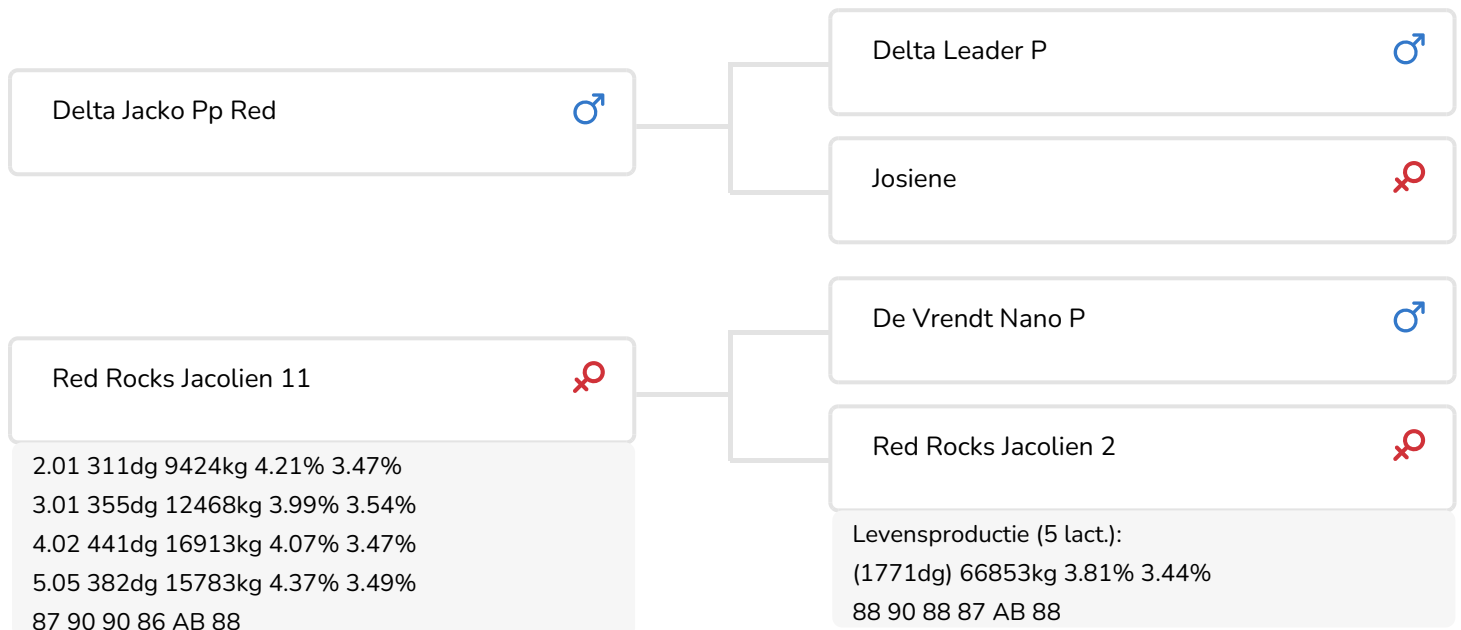 Delta Jacko Pp Red
Delta Leader P
Josiene
Red Rocks Jacolien 11
2.01 311dg 9424kg 4.21% 3.47%
3.01 355dg 12468kg 3.99% 3.54%
4.02 441dg 16913kg 4.07% 3.47%
5.05 382dg 15783kg 4.37% 3.49%
87 90 90 86 AB 88
De Vrendt Nano P
Red Rocks Jacolien 2
Levensproductie (5 lact.):
(1771dg) 66853kg 3.81% 3.44%
88 90 88 87 AB 88